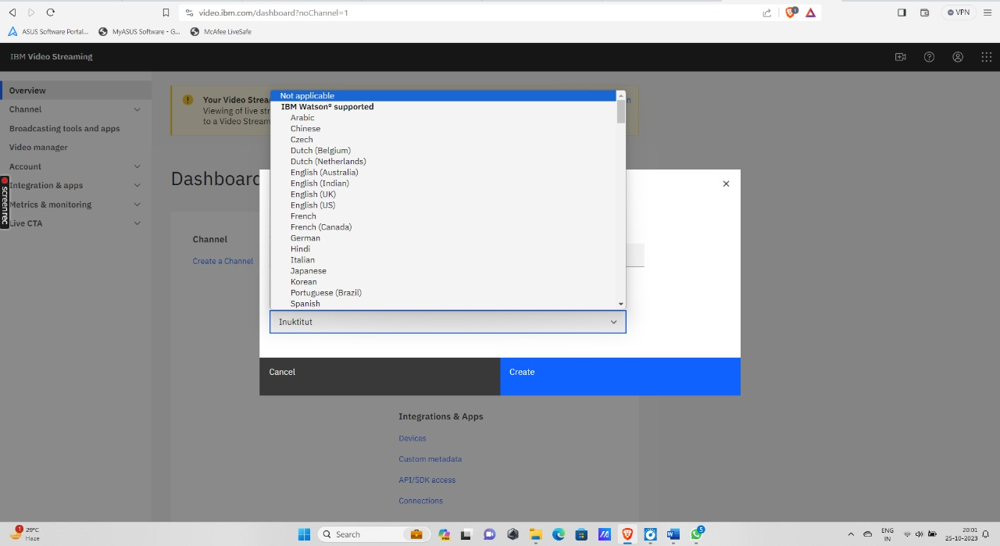 video.ibm.com/dashboard?noChannel=1
1
VPN
ASUS Software Portal...
MyASUS Software - G...
McAfee LiveSafe
IBM Video Streaming
Overview
Channel
Broadcasting tools and apps
Video manager
Account
Integration & apps
Metrics & monitoring
Live CTA
screenrec
Your Video Strea
Viewing of live str
to a Video Stream
n
Dashboard
Channel
Create a Channel
Not applicable
IBM Watson® supported
Arabic
Chinese
Czech
Dutch (Belgium)
Dutch (Netherlands)
English (Australia)
English (Indian)
English (UK)
English (US)
French
French (Canada)
German
Hindi
Italian
Japanese
Korean
Portuguese (Brazil)
Spanish
Inuktitut
Cancel
Create
Integrations & Apps
Devices
Custom metadata
API/SDK access
Connections
1
29°C
Haze
Search
PRE
5
ENG
IN
20:01
25-10-2023